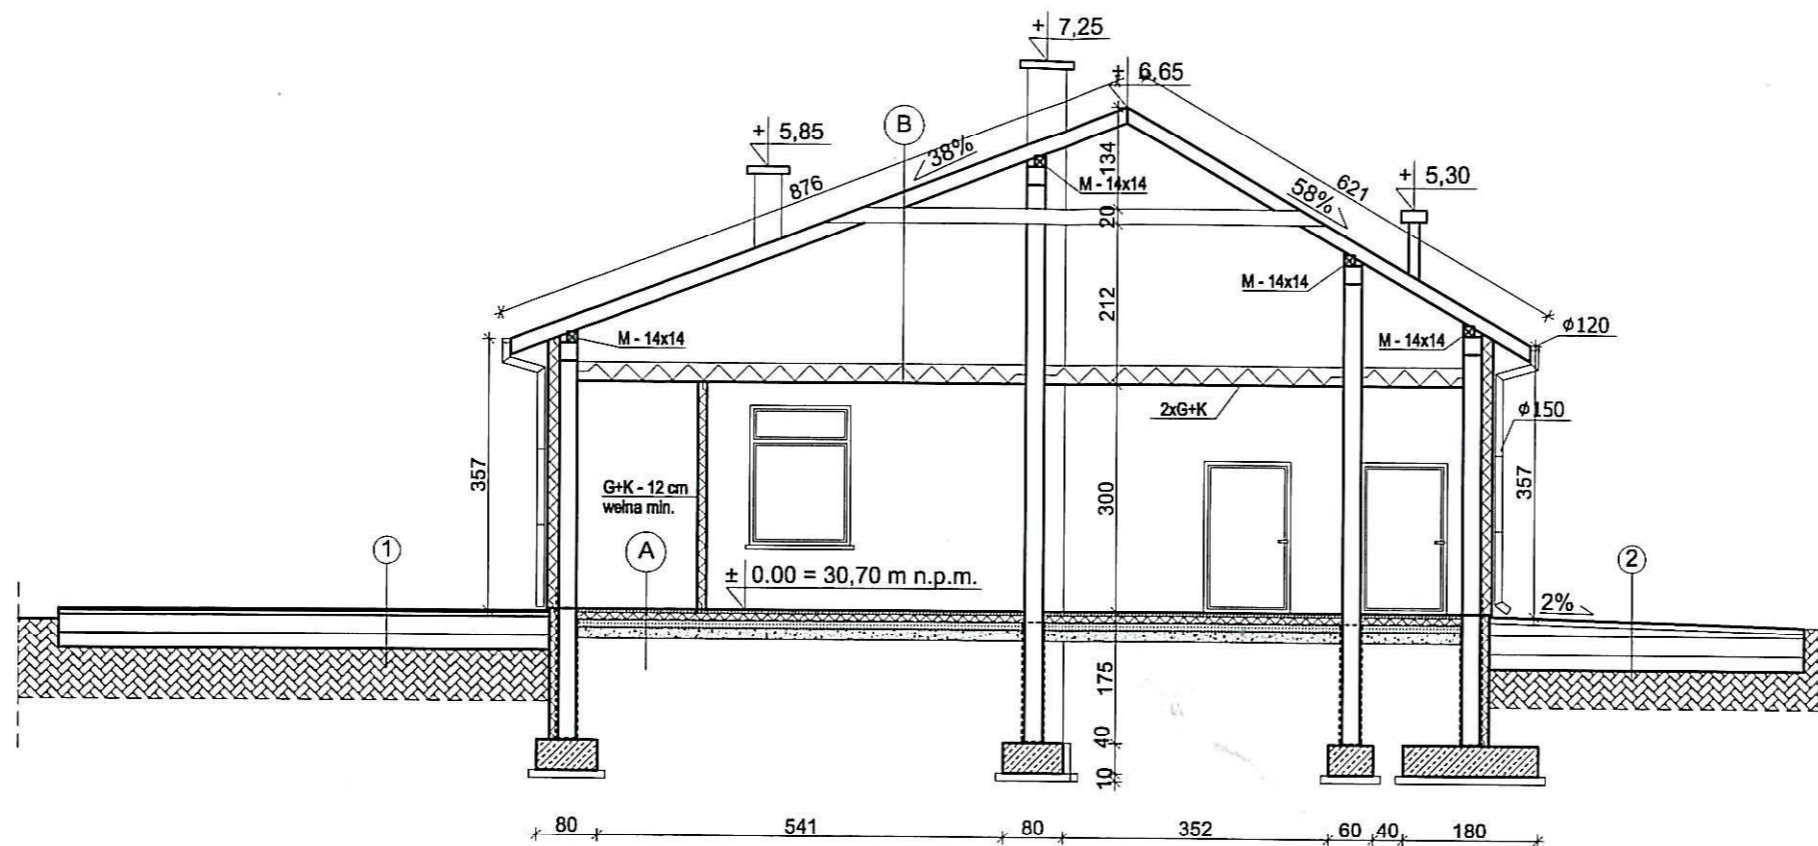 + 7,25
+ 6,65
+ 5,85
B
38%
876
134
M - 14x14
621
58%
+ 5,30
20
M - 14x14
212
M - 14x14
M - 14x14
ϕ120
2xG+K
ϕ150
357
G+K - 12 cm
wełna min.
300
357
1
A
± 0.00 = 30,70 m n.p.m.
2
2%
175
40
10
80
541
80
352
60
40
180